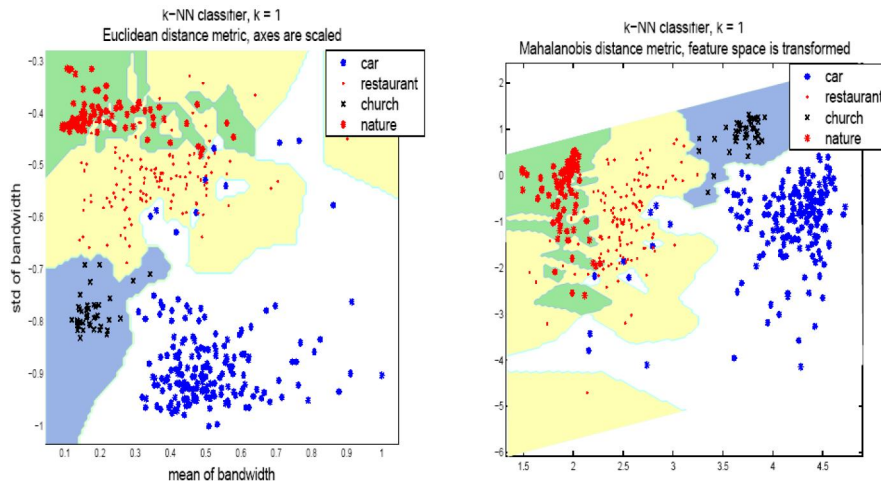 k-NN classifier, k = 1
Euclidean distance metric, axes are scaled
car
restaurant
church
nature
-0.3
-0.4
-0.5
-0.6
-0.7
-0.8
-0.9
-1
std of bandwidth
0.1 0.2 0.3 0.4 0.5 0.6 0.7 0.8 0.9 1
mean of bandwidth
k-NN classifier, k = 1
Mahalanobis distance metric, feature space is transformed
car
restaurant
church
nature
2
1
0
-1
-2
-3
-4
-5
-6
1.5 2 2.5 3 3.5 4 4.5